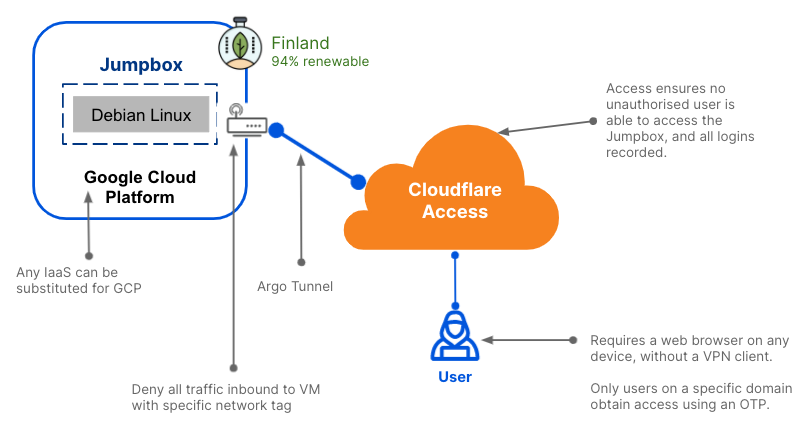 Finland
94% renewable
Jumpbox
Debian Linux
Google Cloud
Platform
Any IaaS can be
substituted for GCP
Argo Tunnel
Deny all traffic inbound to VM
with specific network tag
Cloudflare
Access
Access ensures no
unauthorised user is
able to access the
Jumpbox, and all logins
recorded.
User
Requires a web browser on any
device, without a VPN client.
Only users on a specific domain
obtain access using an OTP.